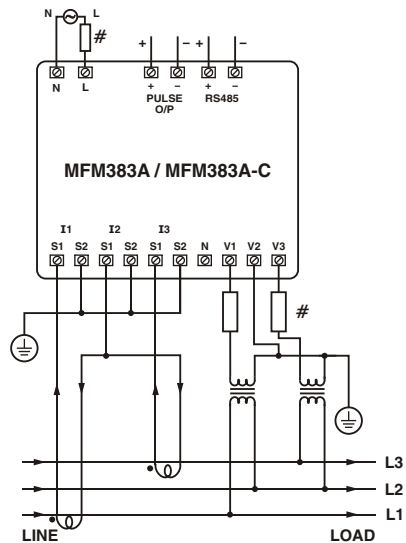 N L
#
+ – + –
N L + – + –
PULSE O/P RS485
MFM383A / MFM383A-C
I1 I2 I3
S1 S2 S1 S2 S1 S2 N V1 V2 V3
#
L3
L2
L1
LINE LOAD